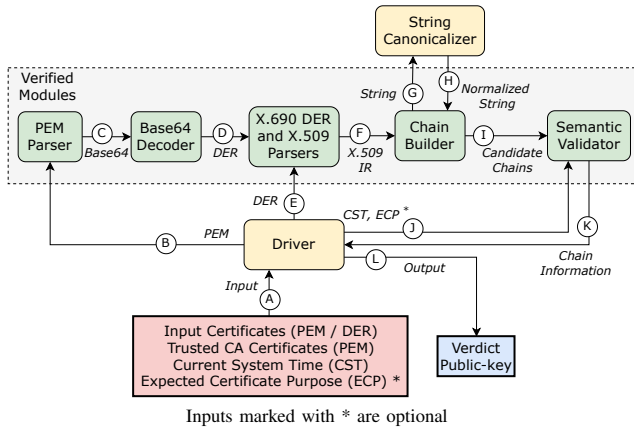 String
Canonicalizer
Verified
Modules
String
G
H
Normalized
String
PEM
Parser
C
Base64
Base64
Decoder
D
DER
X.690 DER
and X.509
Parsers
F
X.509
IR
Chain
Builder
I
Candidate
Chains
Semantic
Validator
DER
E
CST, ECP *
J
K
B
PEM
Driver
L
Output
Chain
Information
Input
A
Input Certificates (PEM / DER)
Trusted CA Certificates (PEM)
Current System Time (CST)
Expected Certificate Purpose (ECP) *
Verdict
Public-key
Inputs marked with * are optional